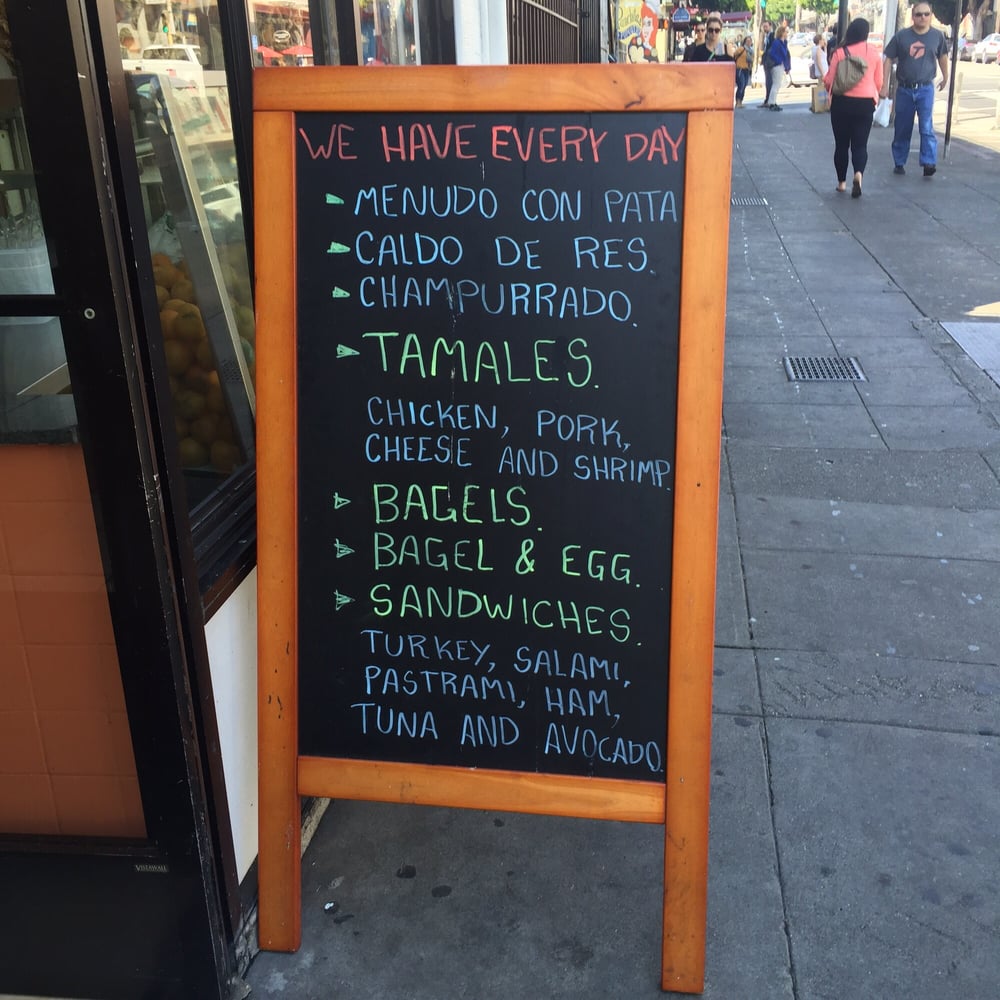 WE HAVE EVERY DAY
MENUDO CON PATA
CALDO DE RES
CHAMPURRADO.
TAMALES.
CHICKEN, PORK,
CHEESE AND SHRIMP.
BAGELS.
BAGEL & EGG.
SANDWICHES.
TURKEY, SALAMI,
PASTRAMI, HAM,
TUNA AND AVOCADO.
VISTAWALL